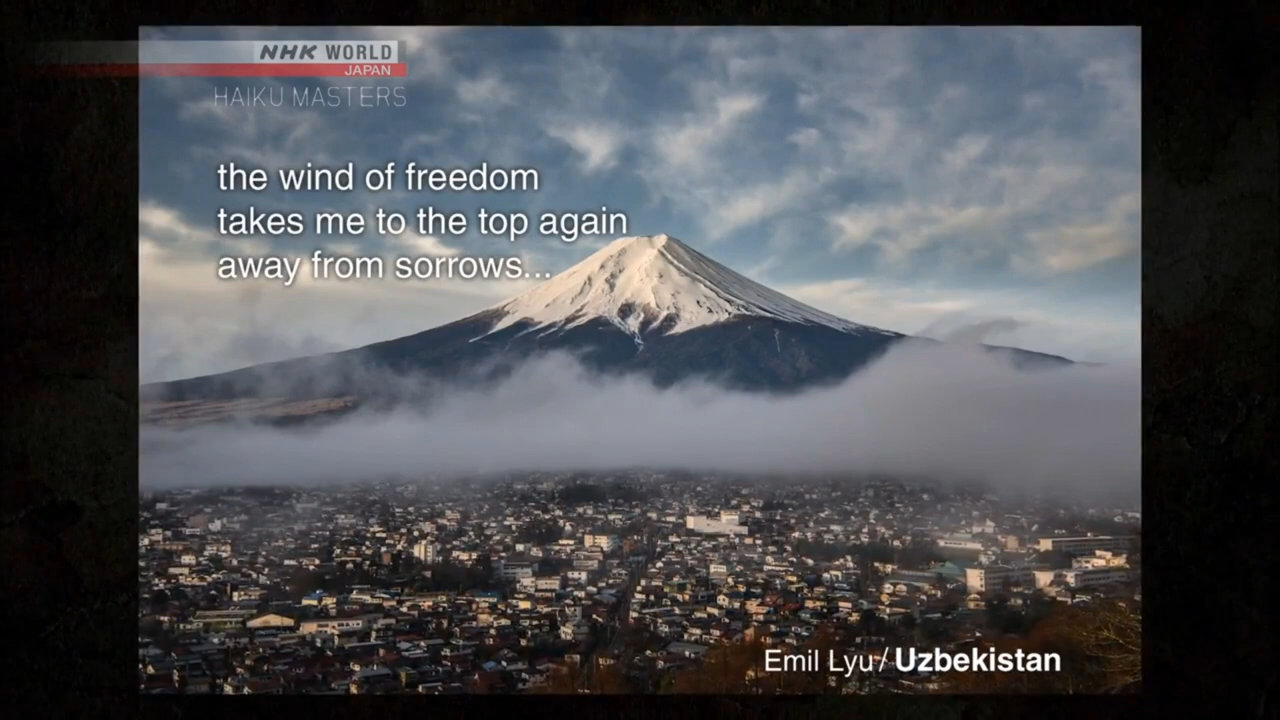 NHK WORLD
JAPAN
HAIKU MASTERS
the wind of freedom
takes me to the top again
away from sorrows...
Emil Lyu/Uzbekistan